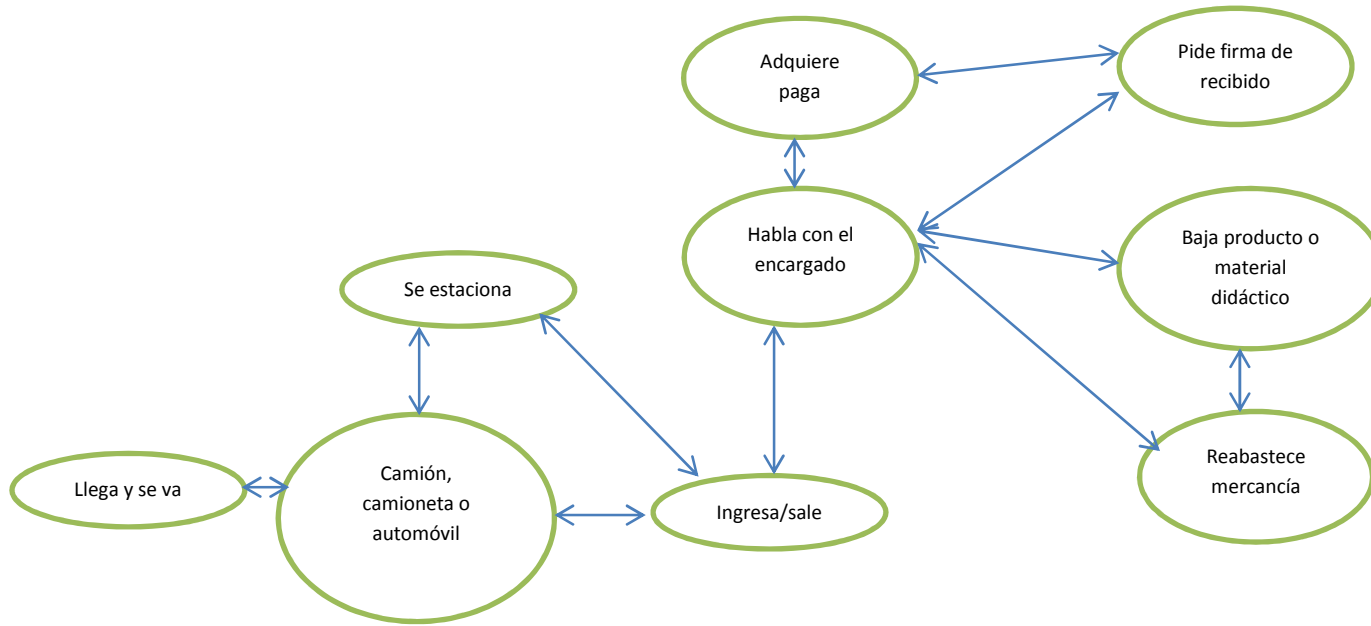 Adquiere
paga
Pide firma de
recibido
Habla con el
encargado
Baja producto o
material
didáctico
Se estaciona
Reabastece
mercancía
Llega y se va
Camión,
camioneta o
automóvil
Ingresa/sale